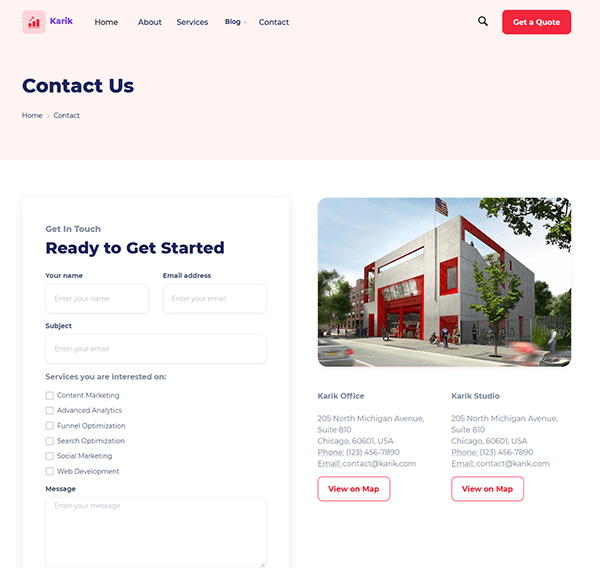 Karik
Home
About
Services
Blog
Contact
Get a Quote
Contact Us
Home › Contact
Get In Touch
Ready to Get Started
Your name
Email address
Enter your name
Enter your email
Subject
Enter your email
Services you are interested on:
Content Marketing
Advanced Analytics
Funnel Optimization
Search Optimization
Social Marketing
Web Development
Message
Enter your message
Karik Office
205 North Michigan Avenue,
Suite 810
Chicago, 60601, USA
Phone: (123) 456-7890
Email: contact@karik.com
View on Map
Karik Studio
205 North Michigan Avenue,
Suite 810
Chicago, 60601, USA
Phone: (123) 456-7890
Email: contact@karik.com
View on Map